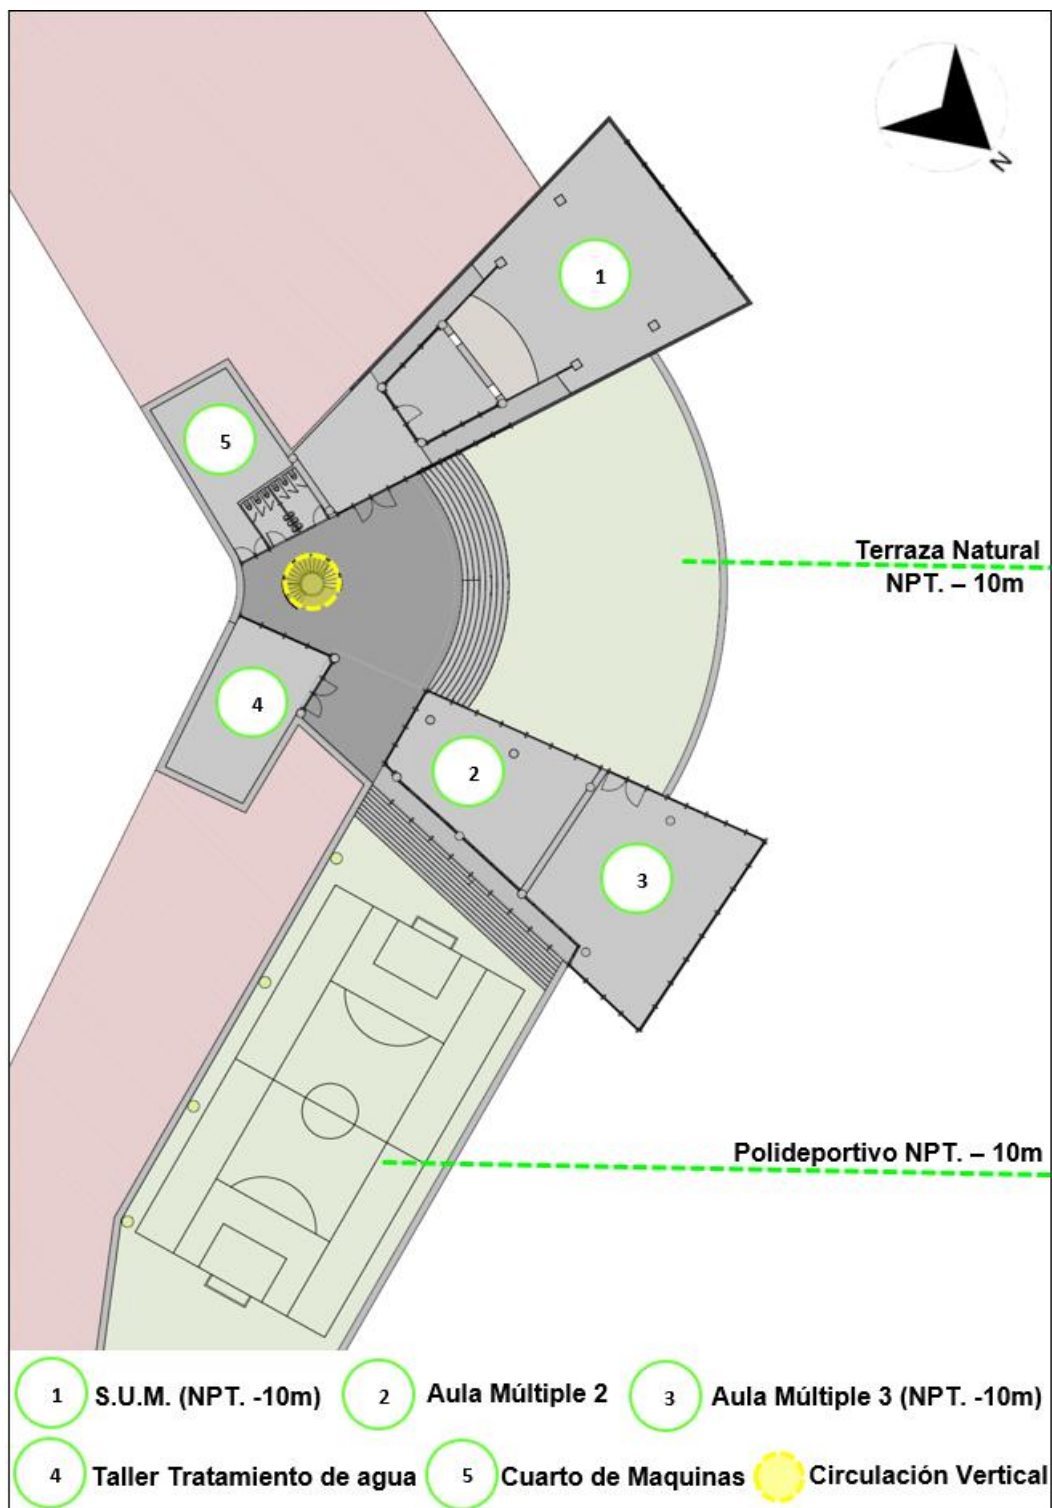 N
1
5
Terraza Natural
NPT. – 10m
4
2
3
Polideportivo NPT. – 10m
1 S.U.M. (NPT. -10m) 2 Aula Múltiple 2 3 Aula Múltiple 3 (NPT. -10m)
4 Taller Tratamiento de agua 5 Cuarto de Maquinas Circulación Vertical